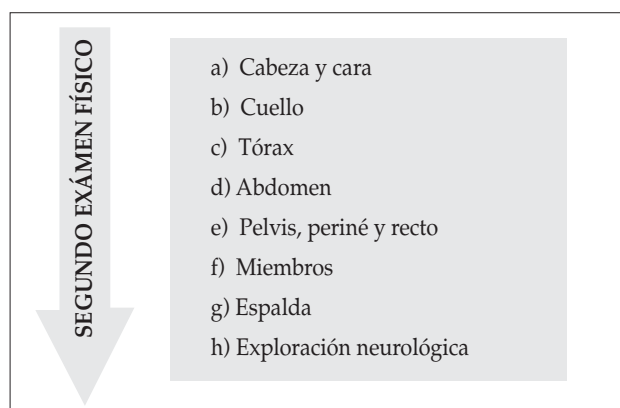 SEGUNDO EXÁMEN FÍSICO
a) Cabeza y cara
b) Cuello
c) Tórax
d) Abdomen
e) Pelvis, periné y recto
f) Miembros
g) Espalda
h) Exploración neurológica